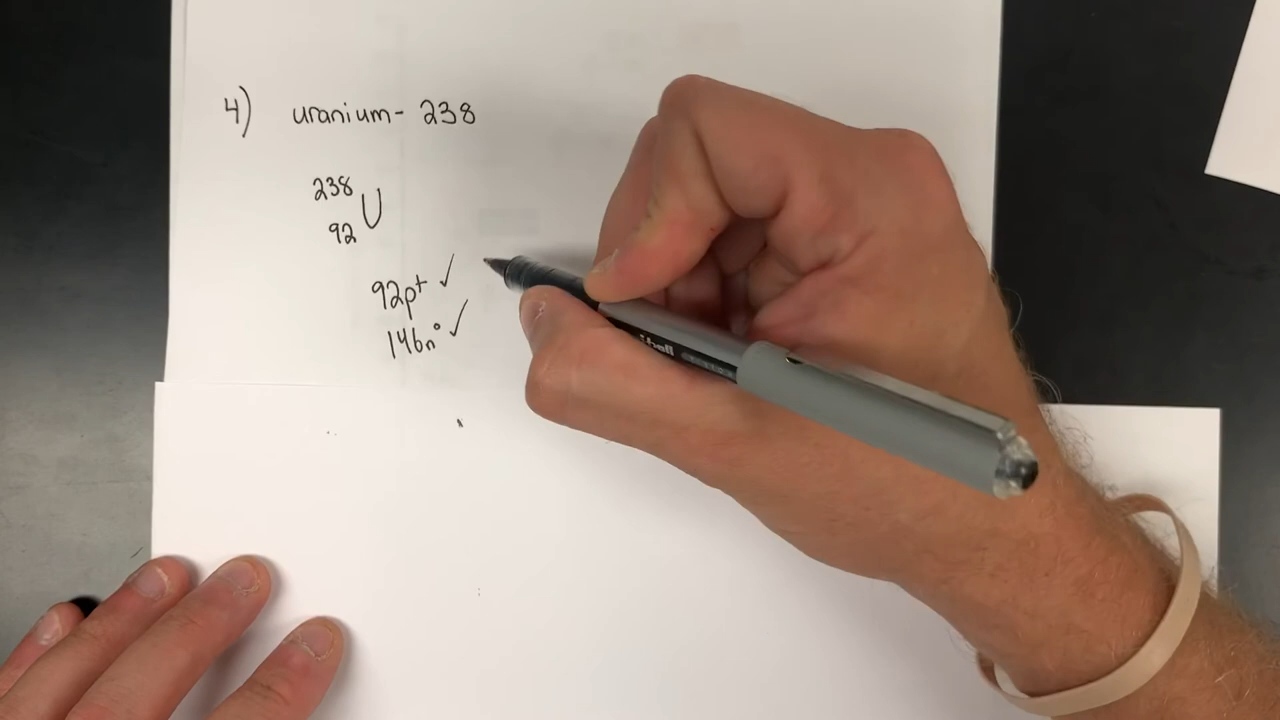 4) uranium- 238
238
92 U
92p+ ✓
146n° ✓